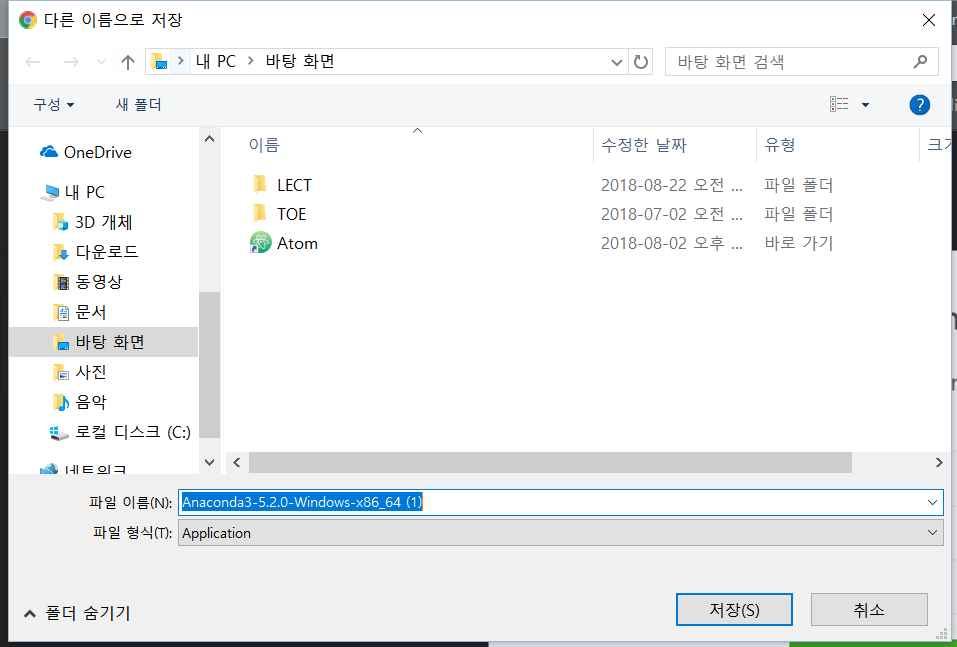 다른 이름으로 저장
내 PC > 바탕 화면
바탕 화면 검색
구성
새 폴더
?
이름 수정한 날짜 유형
LECT 2018-08-22 오전 ... 파일 폴더
TOE 2018-07-02 오전 ... 파일 폴더
Atom 2018-08-02 오후 ... 바로 가기
OneDrive
내 PC
3D 개체
다운로드
동영상
문서
바탕 화면
사진
음악
로컬 디스크 (C:)
네트워크
파일 이름(N): Anaconda3-5.2.0-Windows-x86_64 (1)
파일 형식(T): Application
폴더 숨기기
저장(S)
취소